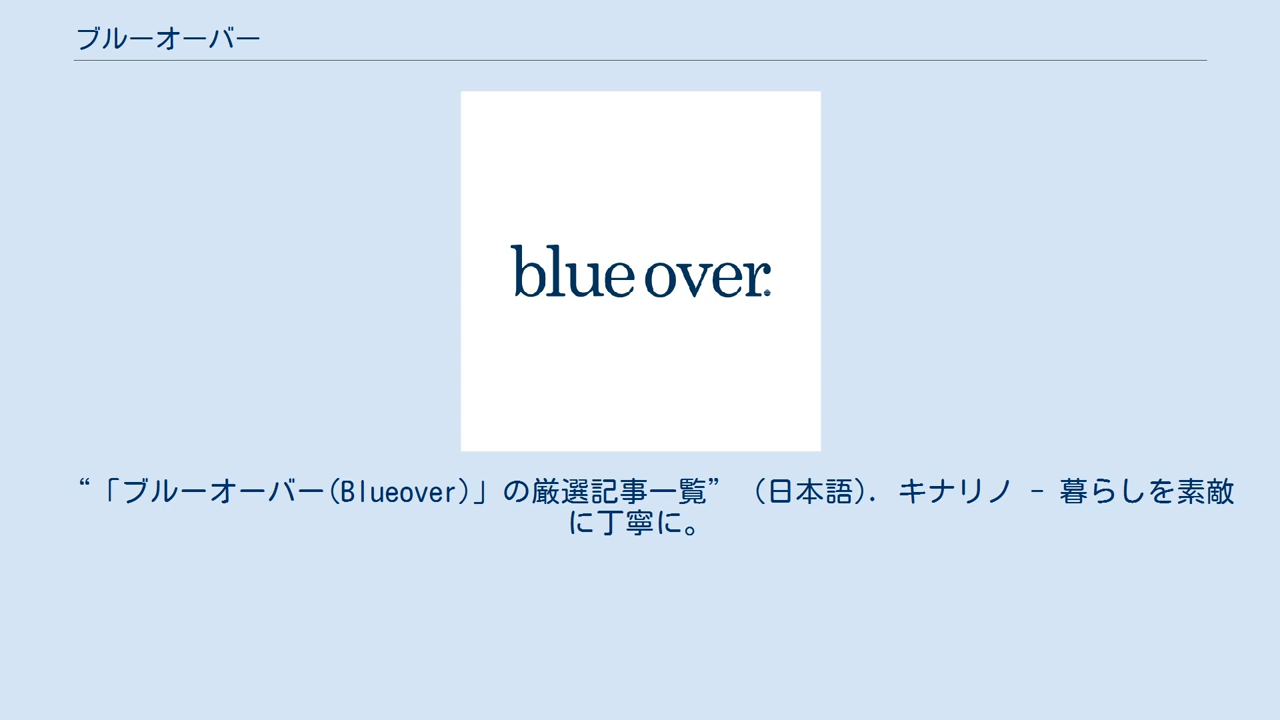 ブルーオーバー
blue over.
“「ブルーオーバー(Blueover)」の厳選記事一覧” (日本語). キナリノ - 暮らしを素敵
に丁寧に。